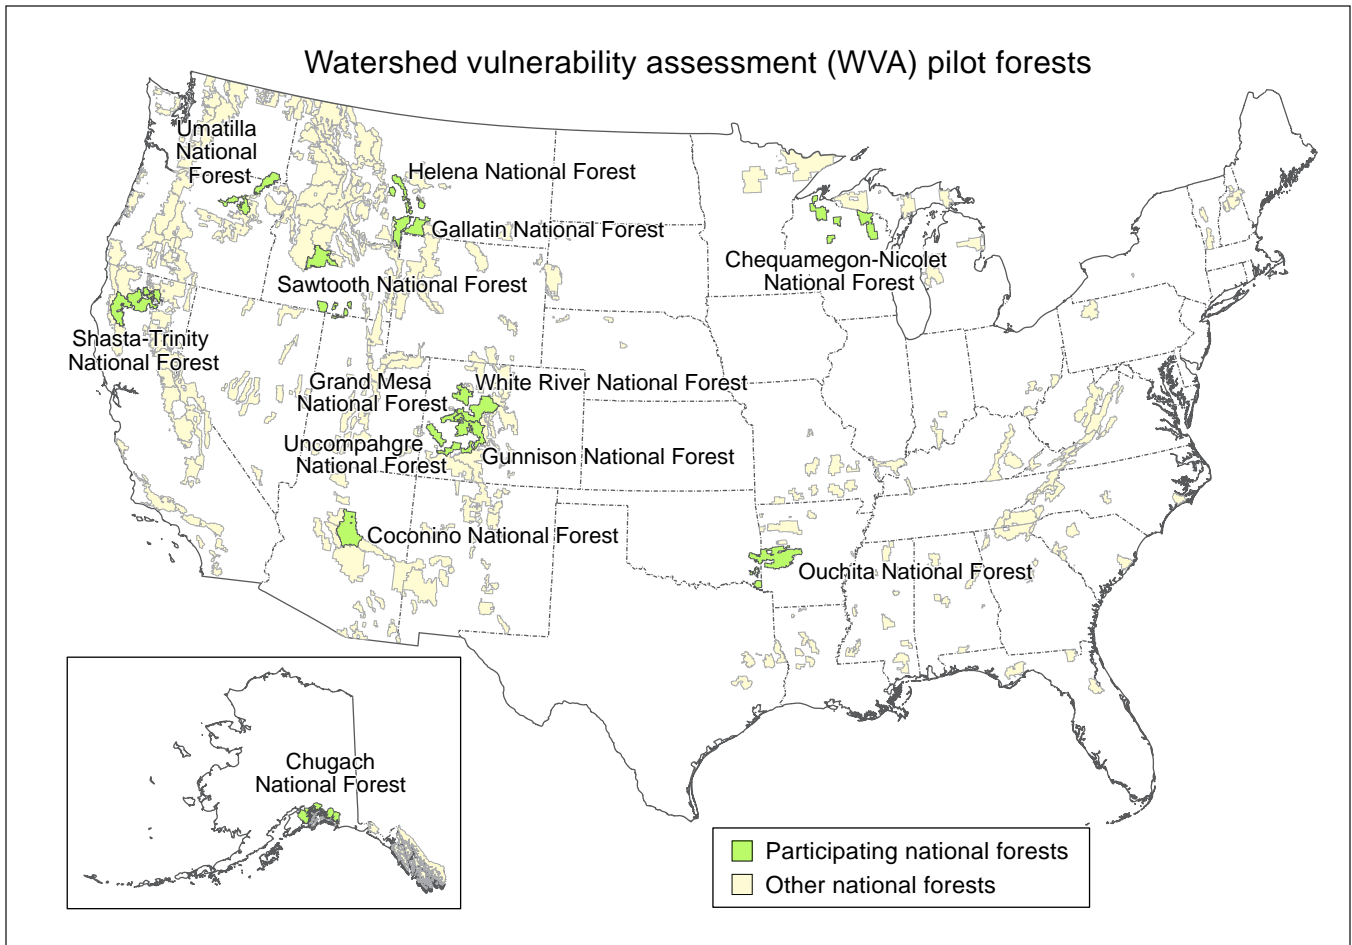 Watershed vulnerability assessment (WVA) pilot forests
Umatilla
National
Forest
Helena National Forest
Gallatin National Forest
Sawtooth National Forest
Chequamegon-Nicolet
National Forest
Shasta-Trinity
National Forest
Grand Mesa
National Forest
White River National Forest
Uncompahgre
National Forest
Gunnison National Forest
Coconino National Forest
Ouchita National Forest
Chugach
National Forest
Participating national forests
Other national forests